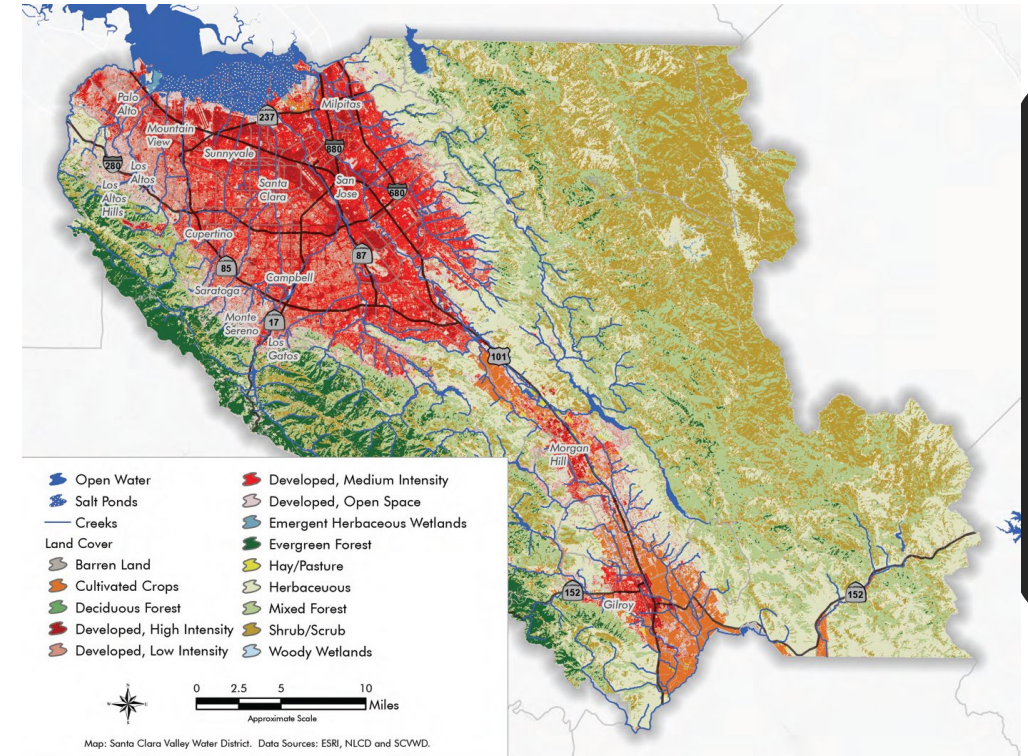 Palo
Alto
Mountain
View
Sunnyvale
237
Milpitas
880
280
Los
Altos
Los
Altos
Hills
Santa
Clara
San
Jose
680
Cupertino
85
87
Campbell
Saratoga
Monte
Sereno
17
Los
Gatos
101
Morgan
Hill
152
Gilroy
152
Open Water
Salt Ponds
Creeks
Land Cover
Barren Land
Cultivated Crops
Deciduous Forest
Developed, High Intensity
Developed, Low Intensity
Developed, Medium Intensity
Developed, Open Space
Emergent Herbaceous Wetlands
Evergreen Forest
Hay/Pasture
Herbaceuous
Mixed Forest
Shrub/Scrub
Woody Wetlands
N
W
E
S
0 2.5 5 10
Miles
Approximate Scale
Map: Santa Clara Valley Water District. Data Sources: ESRI, NLCD and SCVWD.